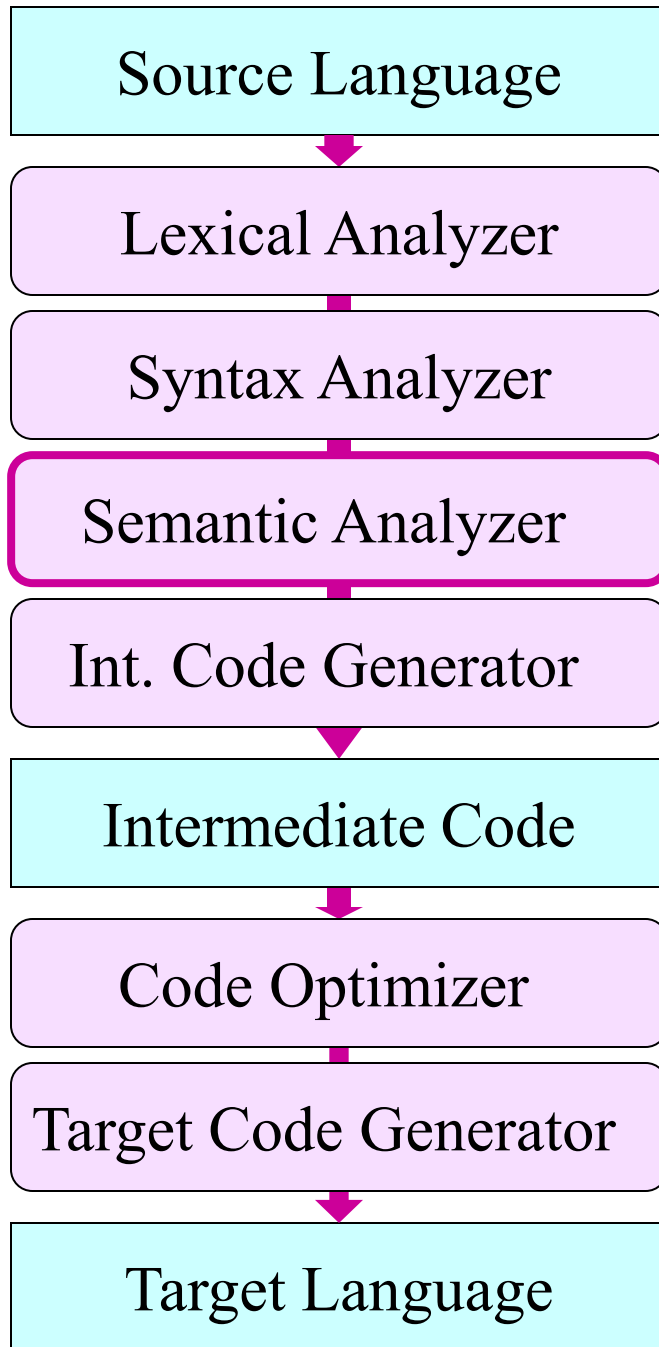 Source Language
Lexical Analyzer
Syntax Analyzer
Semantic Analyzer
Int. Code Generator
Intermediate Code
Code Optimizer
Target Code Generator
Target Language